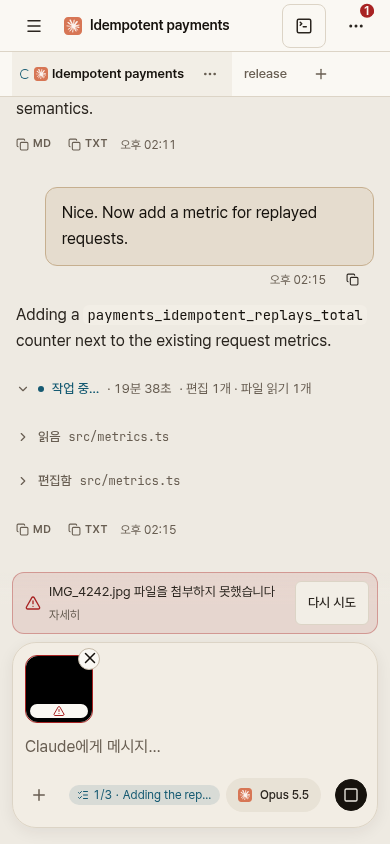 1
Idempotent payments
Idempotent payments
release
semantics.
MD TXT 오후 02:11
Nice. Now add a metric for replayed
requests.
오후 02:15
Adding a payments_idempotent_replays_total
counter next to the existing request metrics.
작업 중… · 19분 38초 · 편집 1개 · 파일 읽기 1개
읽음 src/metrics.ts
편집함 src/metrics.ts
MD TXT 오후 02:15
IMG_4242.jpg 파일을 첨부하지 못했습니다
자세히
다시 시도
Claude에게 메시지…
1/3 · Adding the rep…
Opus 5.5